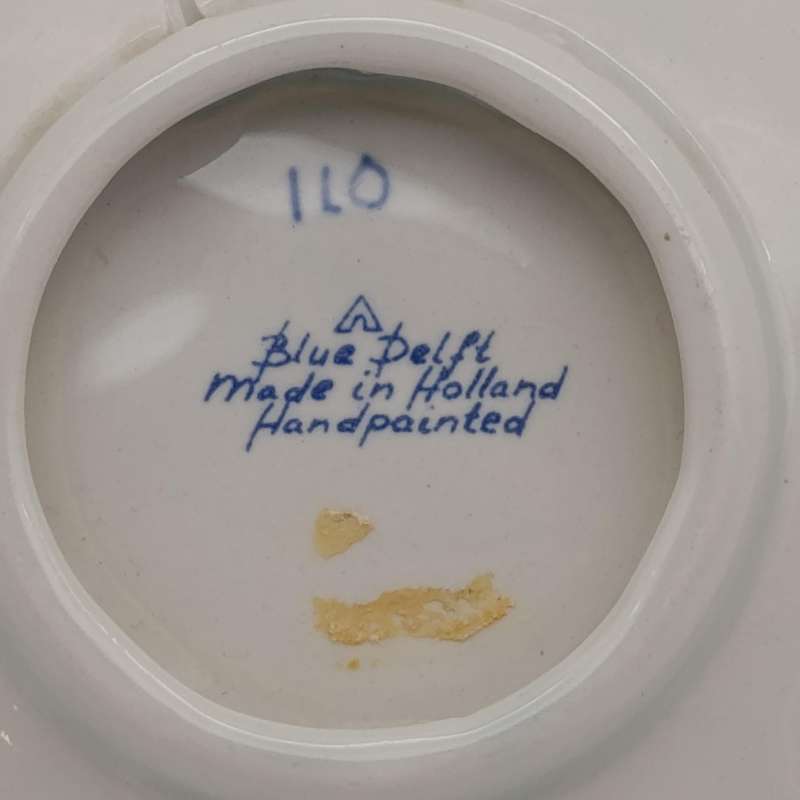 110
Blue Delft
Made in Holland
Handpainted